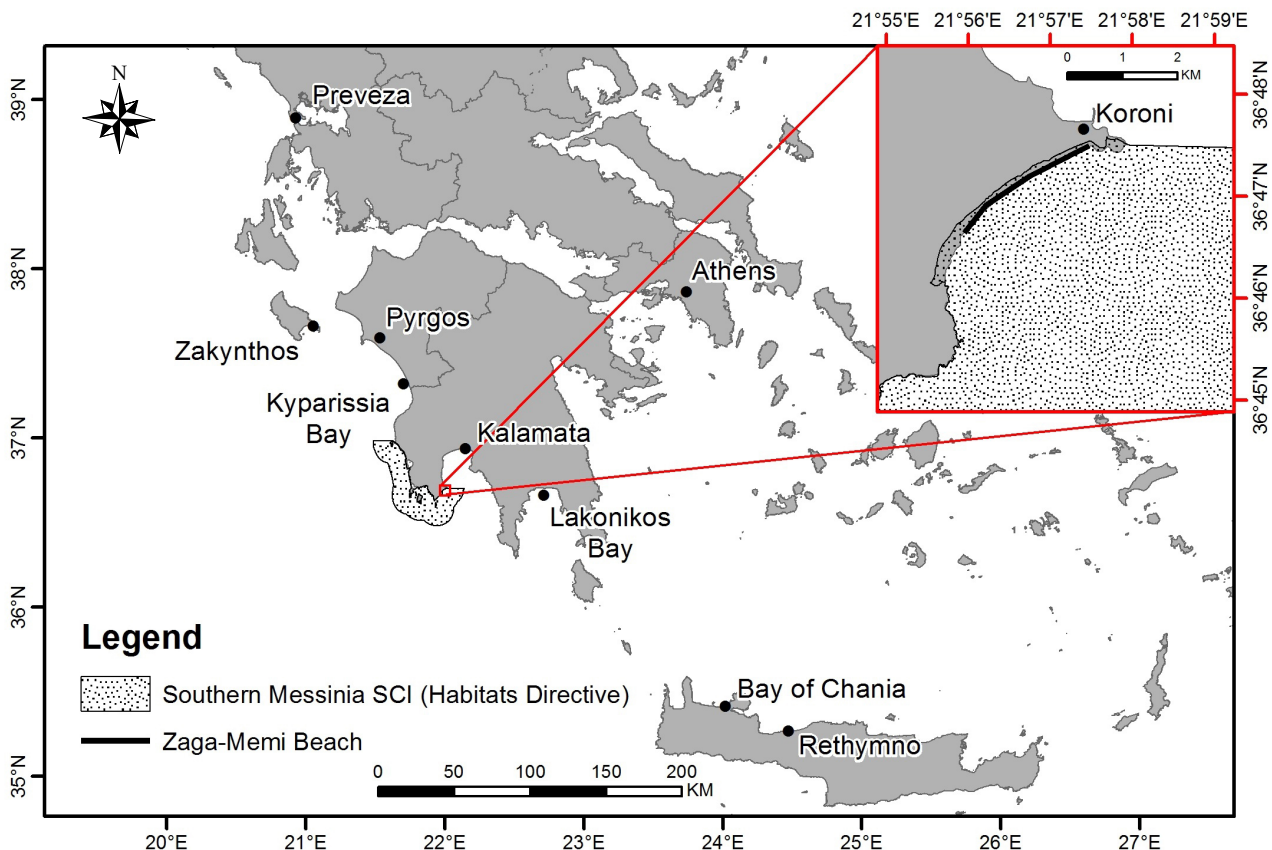 21°55'E 21°56'E 21°57'E 21°58'E 21°59'E
N
0 1 2
KM
Koroni
36°48'N
36°47'N
36°46'N
36°45'N
39°N
38°N
37°N
36°N
35°N
Preveza
Athens
Pyrgos
Zakynthos
Kyparissia
Bay
Kalamata
Lakonikos
Bay
Legend
Southern Messinia SCI (Habitats Directive)
Zaga-Memi Beach
Bay of Chania
Rethymno
0 50 100 150 200
KM
20°E 21°E 22°E 23°E 24°E 25°E 26°E 27°E